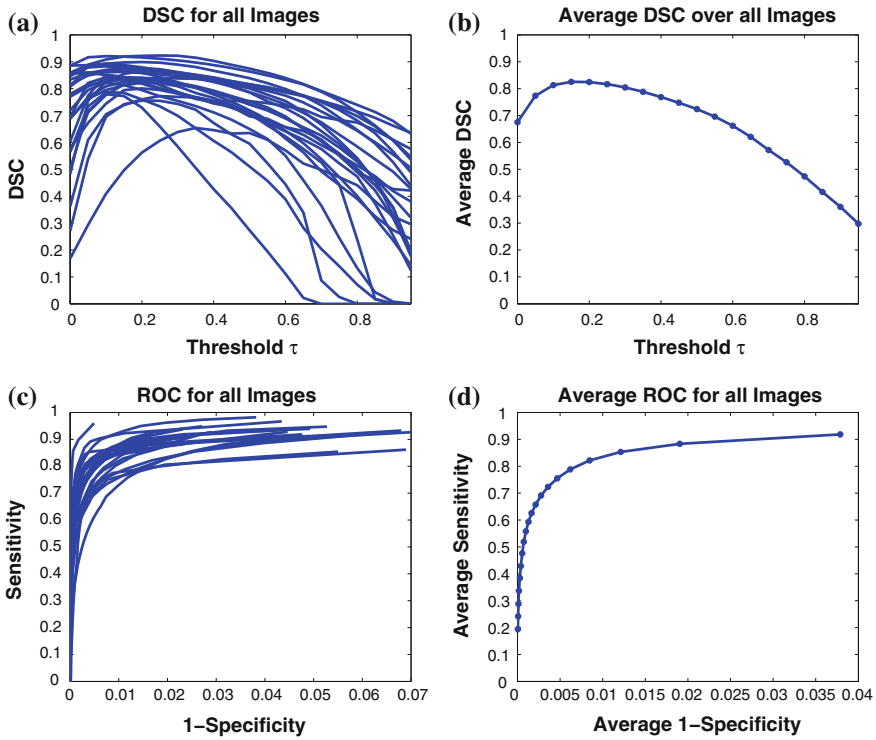 (a)
DSC for all Images
1
0.9
0.8
0.7
0.6
0.5
0.4
0.3
0.2
0.1
0
0 0.2 0.4 0.6 0.8
DSC
Threshold τ
(b)
Average DSC over all Images
1
0.9
0.8
0.7
0.6
0.5
0.4
0.3
0.2
0.1
0
0 0.2 0.4 0.6 0.8
Average DSC
Threshold τ
(c)
ROC for all Images
1
0.9
0.8
0.7
0.6
0.5
0.4
0.3
0.2
0.1
0
0 0.01 0.02 0.03 0.04 0.05 0.06 0.07
Sensitivity
1−Specificity
(d)
Average ROC for all Images
1
0.9
0.8
0.7
0.6
0.5
0.4
0.3
0.2
0.1
0
0 0.005 0.01 0.015 0.02 0.025 0.03 0.035 0.04
Average Sensitivity
Average 1−Specificity